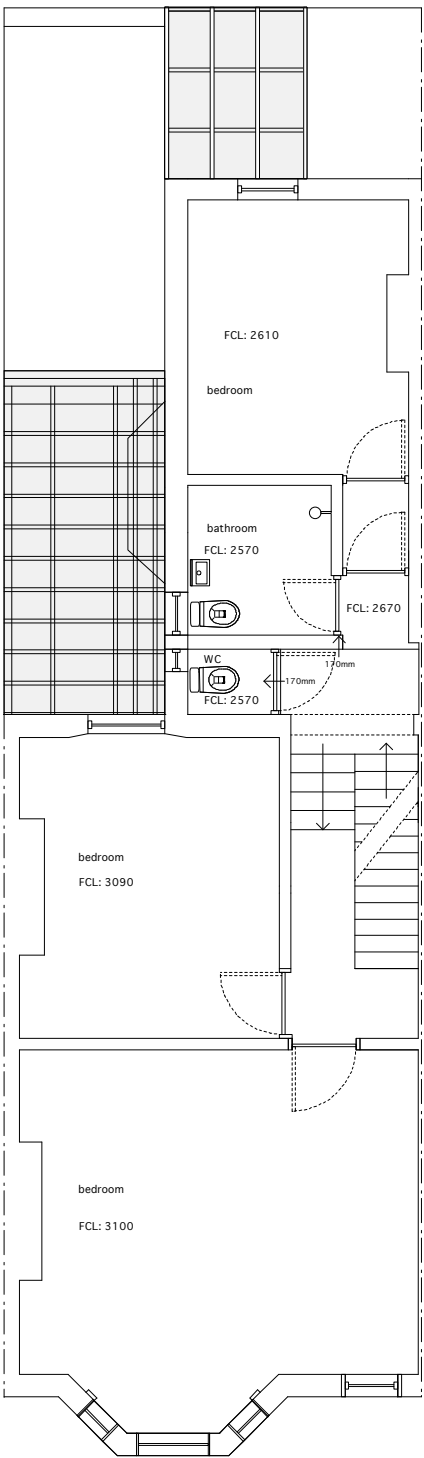 FCL: 2610
bedroom
bathroom
FCL: 2570
FCL: 2670
WC
170mm
170mm
FCL: 2570
bedroom
FCL: 3090
bedroom
FCL: 3100